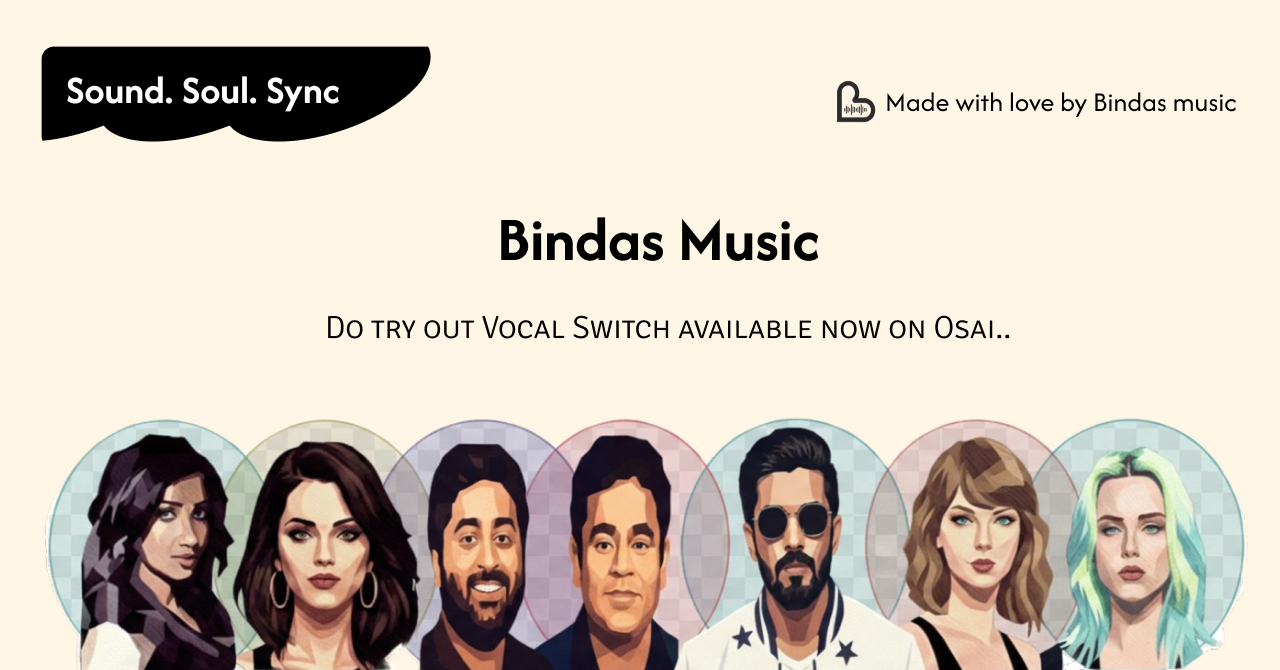 Sound. Soul. Sync
Made with love by Bindas music
Bindas Music
Do try out Vocal Switch available now on Osai..